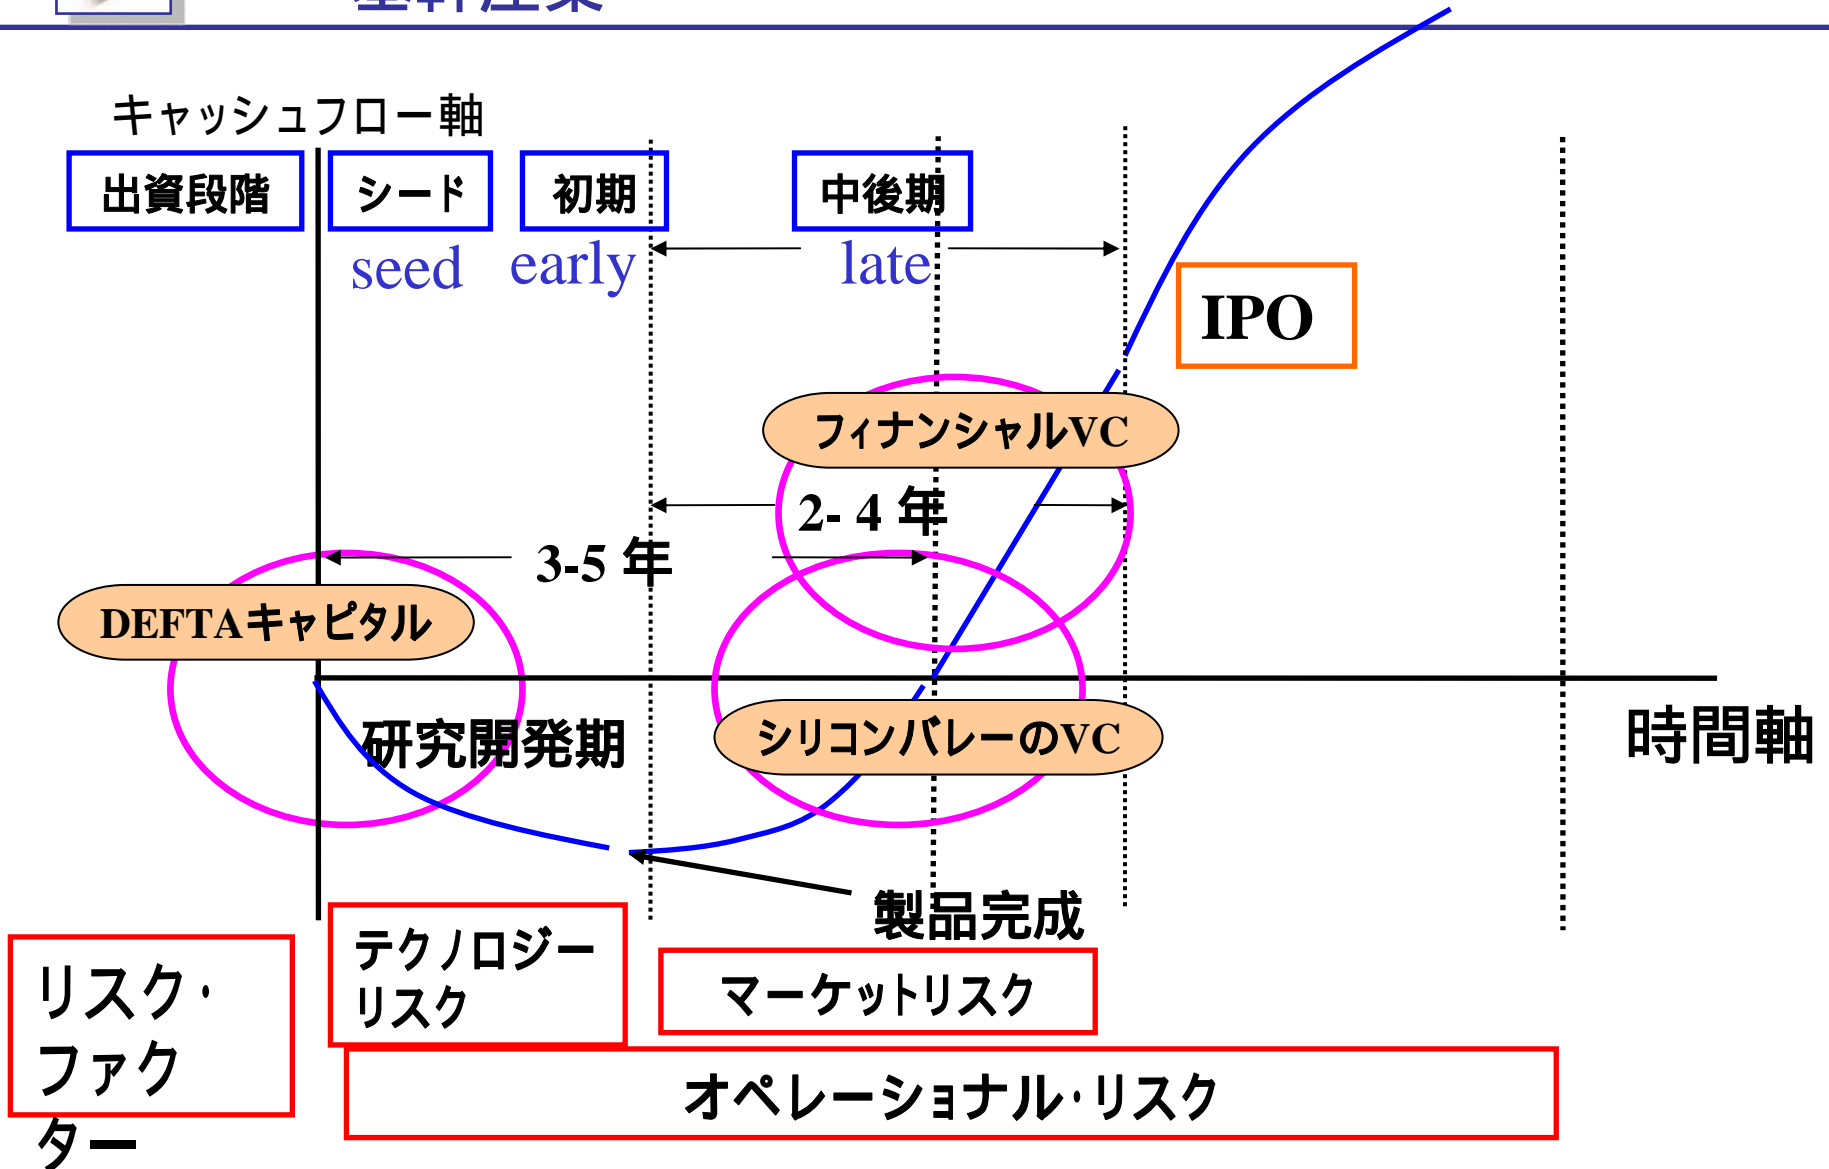 基幹産業
キャッシュフロー軸
出資段階
シード
初期
中後期
seed
early
late
IPO
フィナンシャルVC
2- 4 年
3-5 年
DEFTAキャピタル
研究開発期
シリコンバレーのVC
時間軸
製品完成
テクノロジー
リスク
マーケットリスク
リスク・
ファク
ター
オペレーショナル・リスク